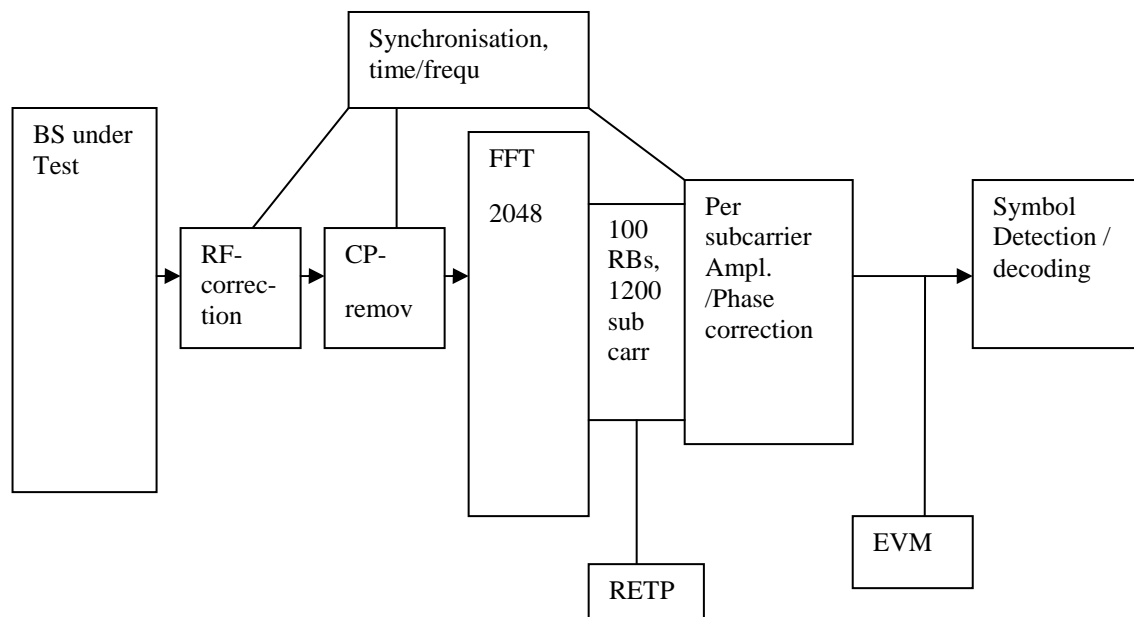 Synchronisation,
time/frequ
BS under
Test
RF-
correc-
tion
CP-
remov
FFT
2048
100
RBs,
1200
sub
carr
Per
subcarrier
Ampl.
/Phase
correction
Symbol
Detection /
decoding
EVM
RETP